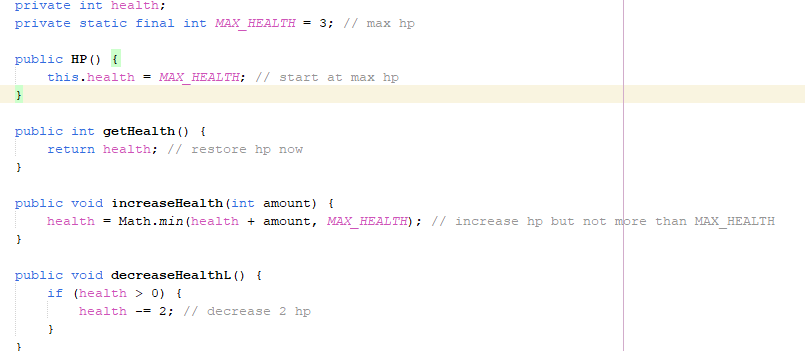 private int health;
private static final int MAX_HEALTH = 3; // max hp
public HP() {
this.health = MAX_HEALTH; // start at max hp
}
public int getHealth() {
return health; // restore hp now
}
public void increaseHealth(int amount) {
health = Math.min(health + amount, MAX_HEALTH); // increase hp but not more than MAX_HEALTH
}
public void decreaseHealthL() {
if (health > 0) {
health -= 2; // decrease 2 hp
}
}